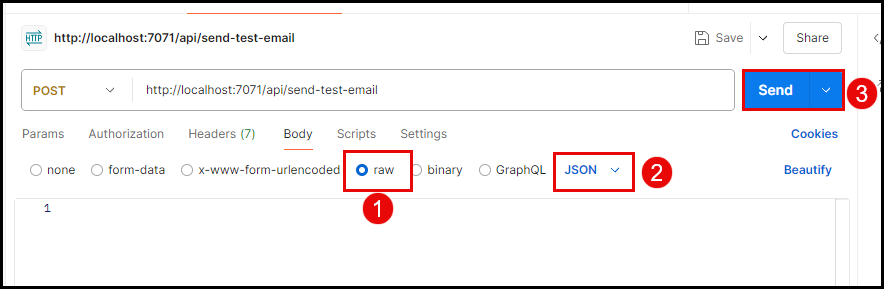 HTTP http://localhost:7071/api/send-test-email Save Share
POST http://localhost:7071/api/send-test-email Send 3
Params Authorization Headers (7) Body Scripts Settings Cookies
none form-data x-www-form-urlencoded raw binary GraphQL JSON 2 Beautify
1
1